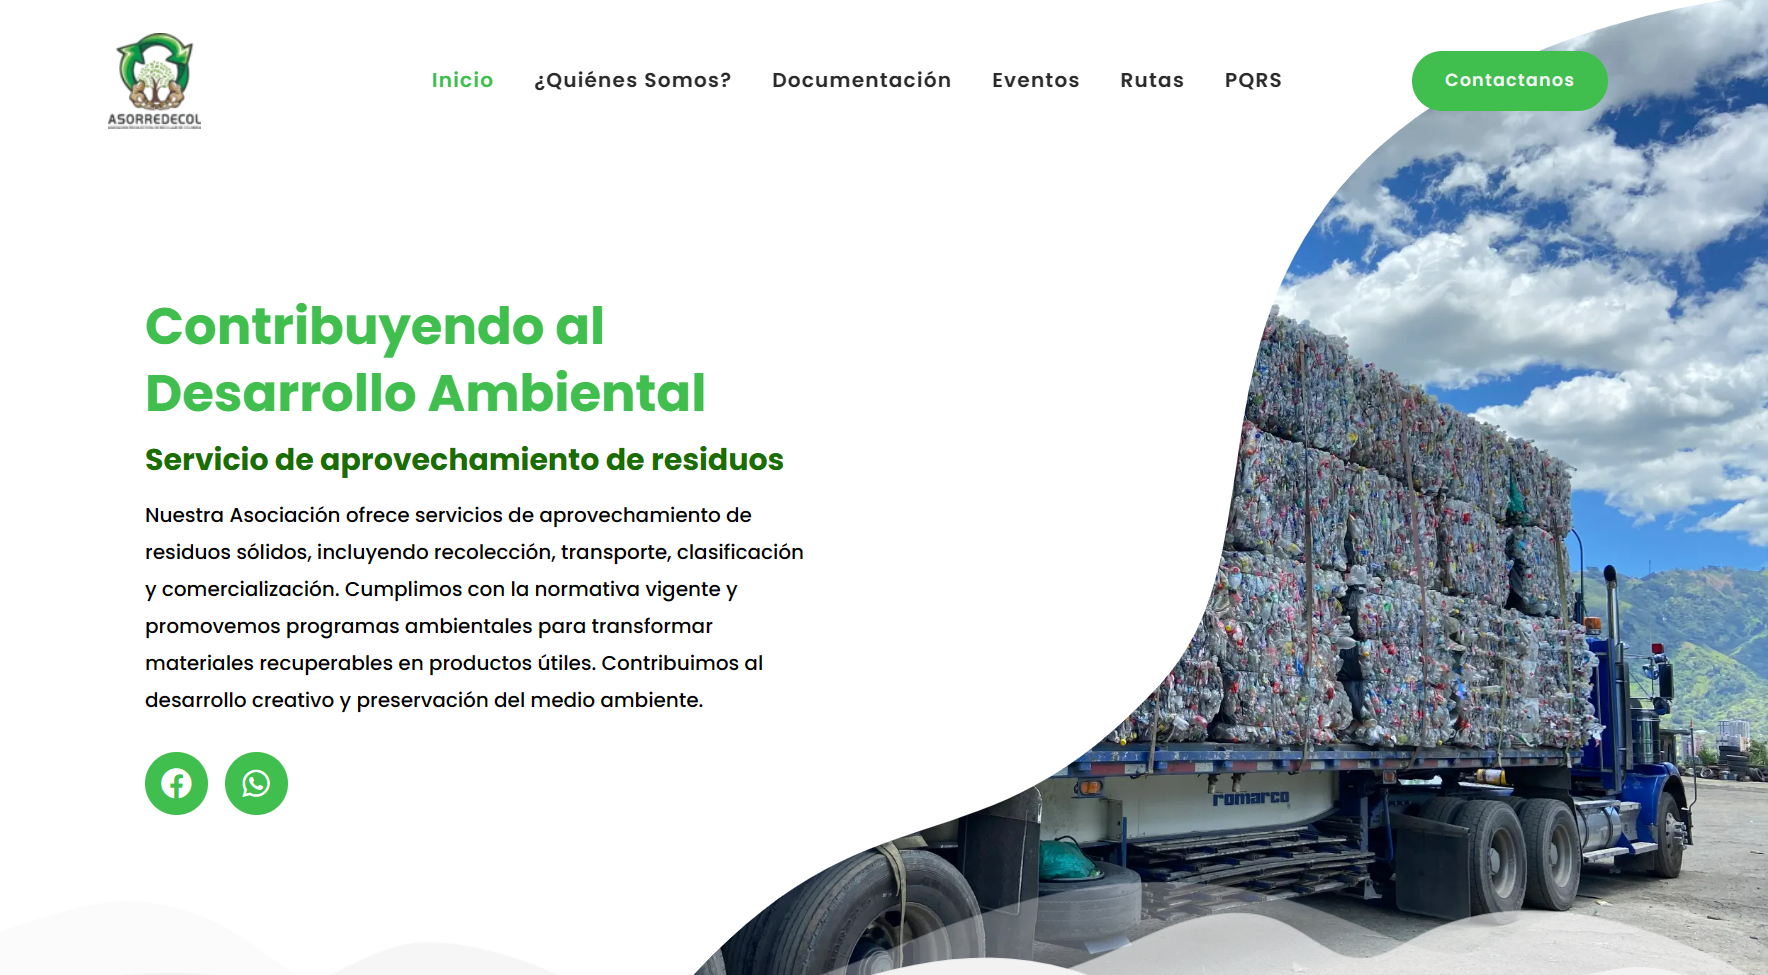 ASORREDECOL
Inicio
¿Quiénes Somos?
Documentación
Eventos
Rutas
PQRS
Contactanos
Contribuyendo al
Desarrollo Ambiental
Servicio de aprovechamiento de residuos
Nuestra Asociación ofrece servicios de aprovechamiento de
residuos sólidos, incluyendo recolección, transporte, clasificación
y comercialización. Cumplimos con la normativa vigente y
promovemos programas ambientales para transformar
materiales recuperables en productos útiles. Contribuimos al
desarrollo creativo y preservación del medio ambiente.
romarco